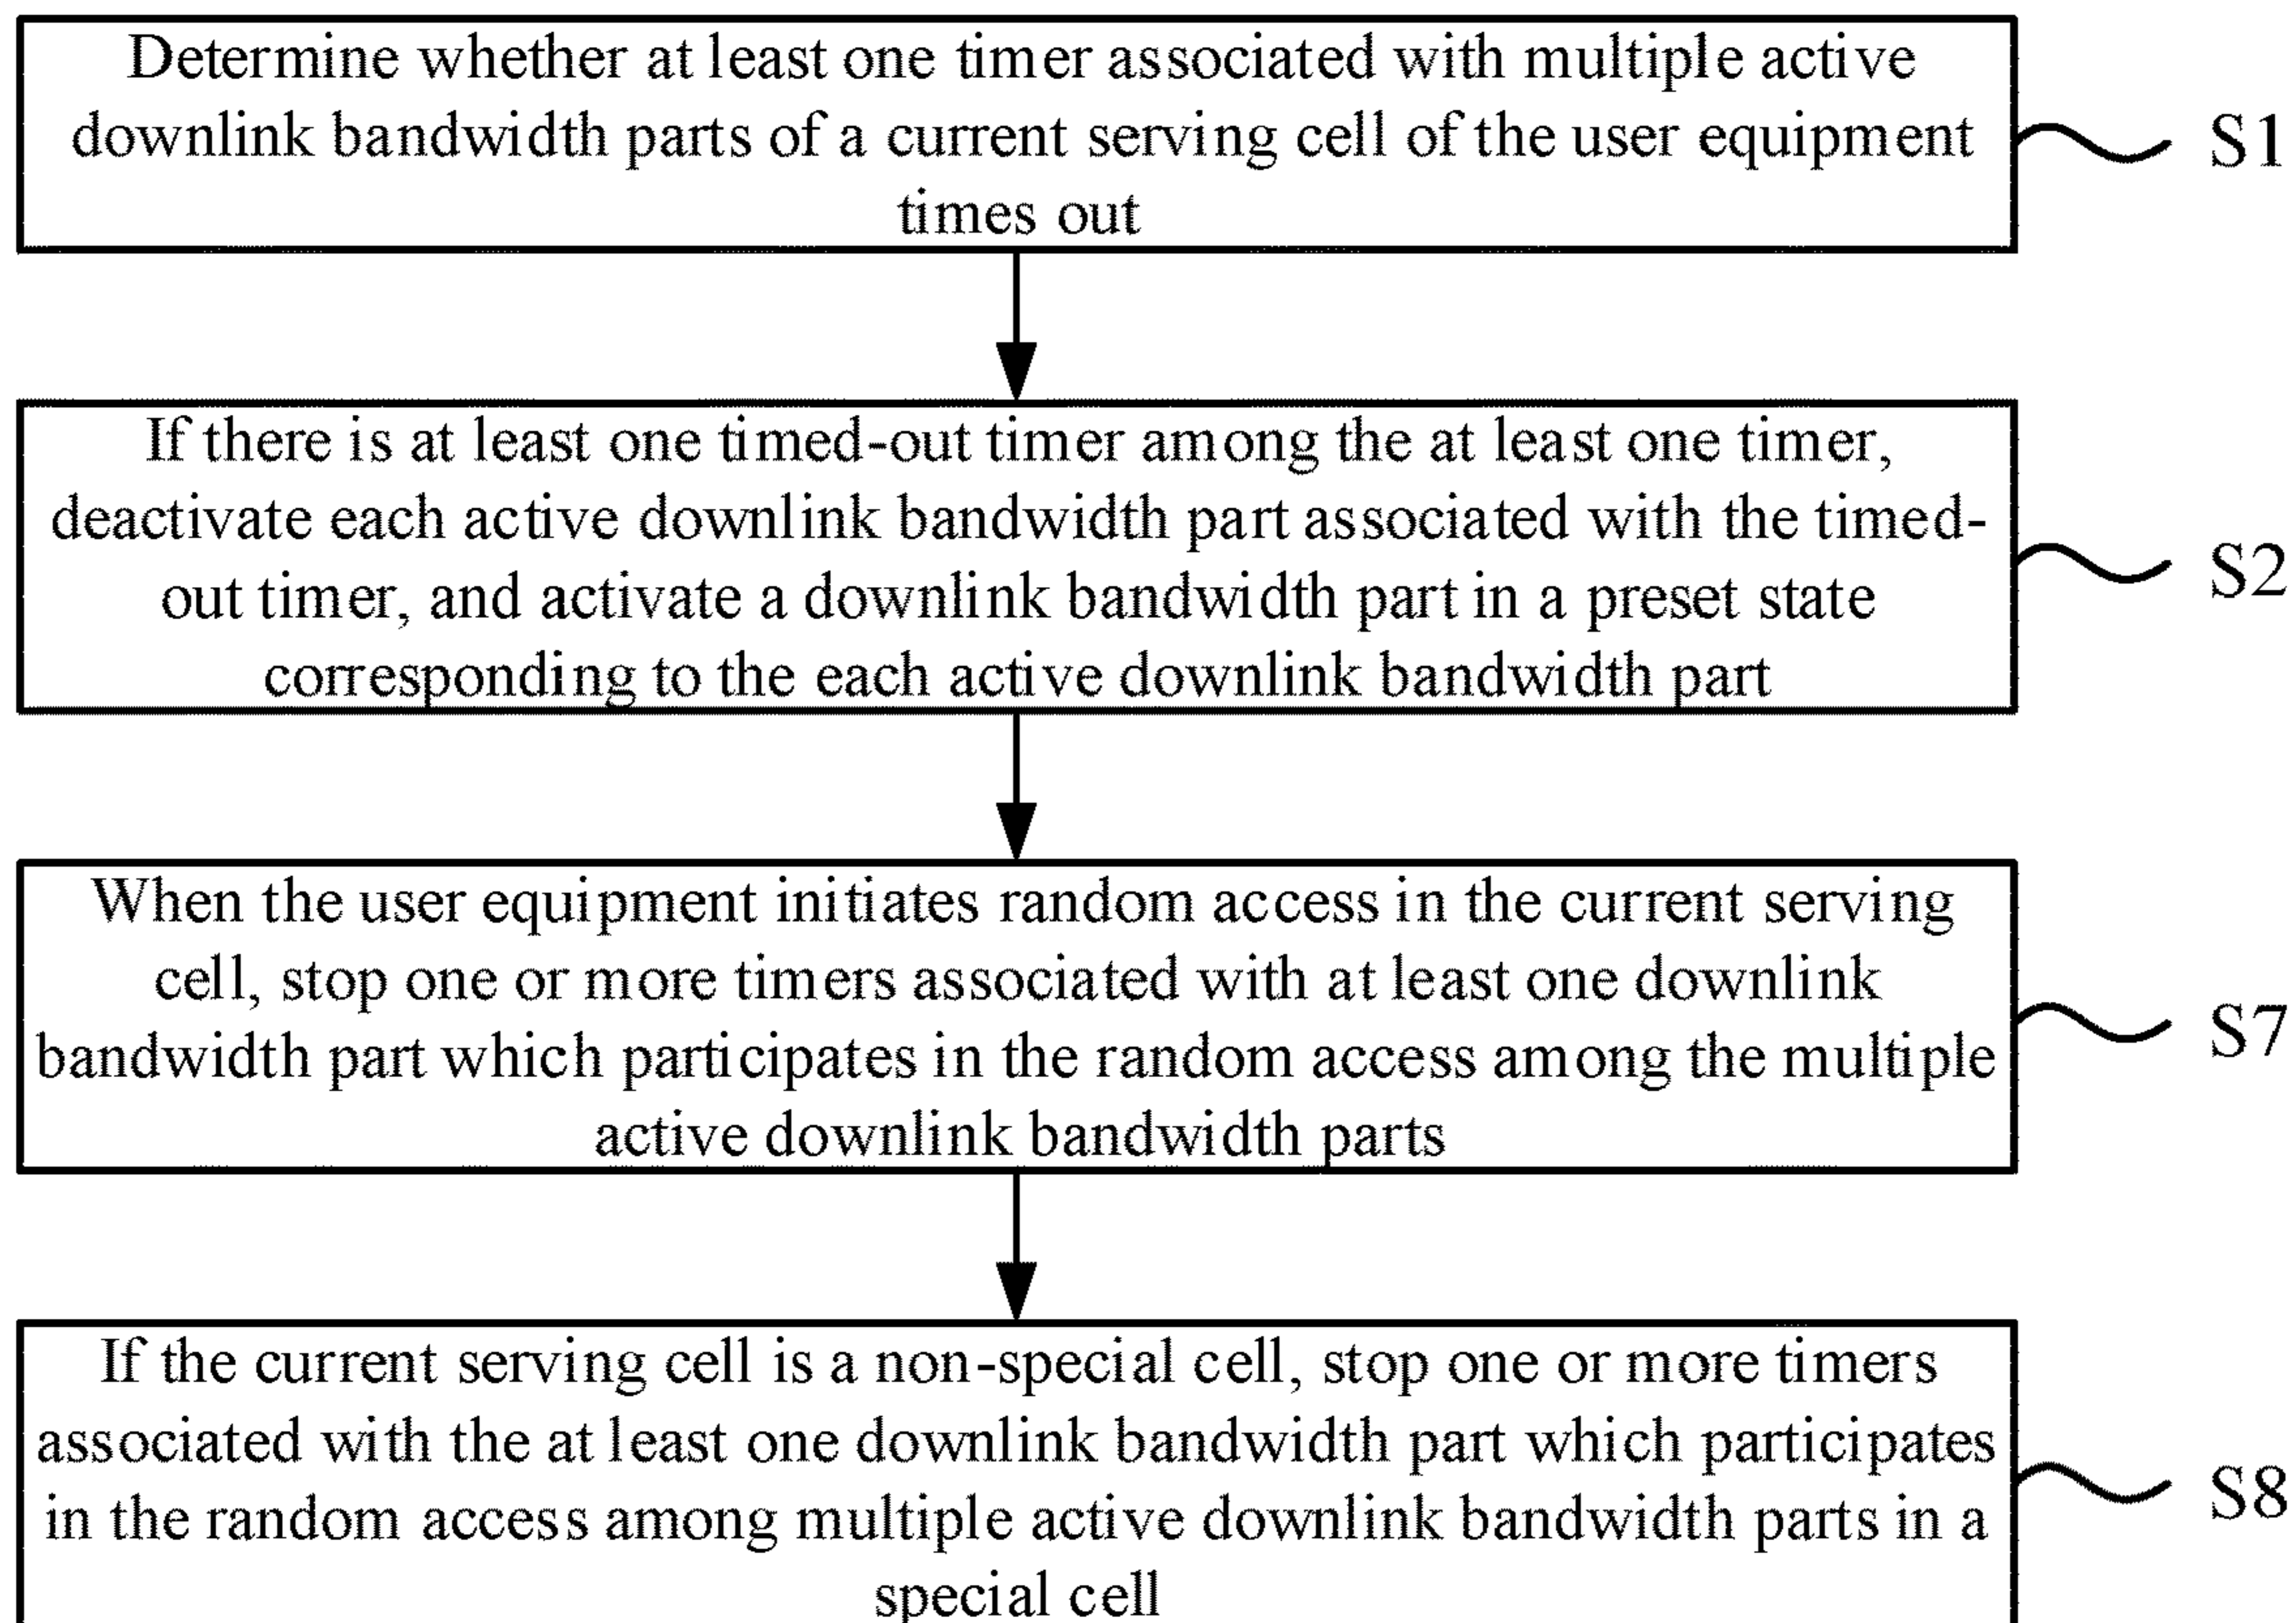 Determine whether at least one timer associated with multiple active
downlink bandwidth parts of a current serving cell of the user equipment
times out
S1
If there is at least one timed-out timer among the at least one timer,
deactivate each active downlink bandwidth part associated with the timed-
out timer, and activate a downlink bandwidth part in a preset state
corresponding to the each active downlink bandwidth part
S2
When the user equipment initiates random access in the current serving
cell, stop one or more timers associated with at least one downlink
bandwidth part which participates in the random access among the multiple
active downlink bandwidth parts
S7
If the current serving cell is a non-special cell, stop one or more timers
associated with the at least one downlink bandwidth part which participates
in the random access among multiple active downlink bandwidth parts in a
special cell
S8